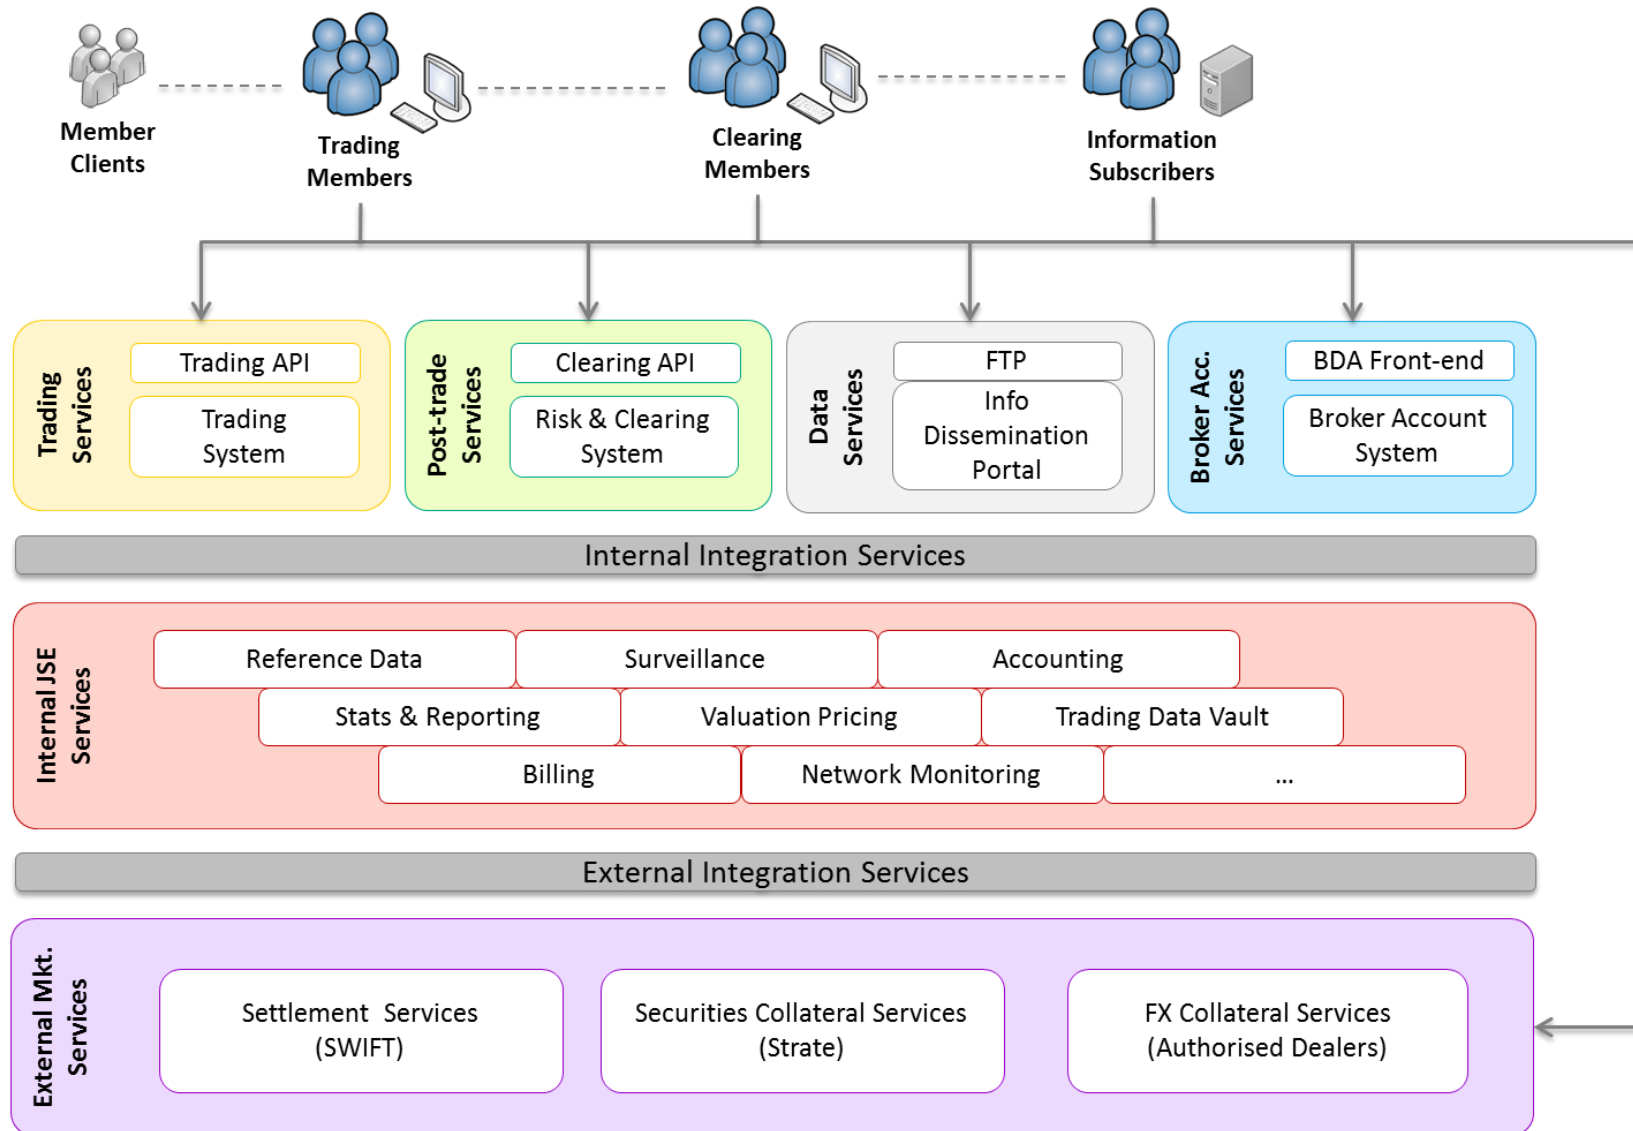 Member
Clients
Trading
Members
Clearing
Members
Information
Subscribers
Trading
Services
Trading API
Trading
System
Post-trade
Services
Clearing API
Risk & Clearing
System
Data
Services
FTP
Info
Dissemination
Portal
Broker Acc.
Services
BDA Front-end
Broker Account
System
Internal Integration Services
Internal JSE
Services
Reference Data
Surveillance
Accounting
Stats & Reporting
Valuation Pricing
Trading Data Vault
Billing
Network Monitoring
...
External Integration Services
External Mkt.
Services
Settlement Services
(SWIFT)
Securities Collateral Services
(Strate)
FX Collateral Services
(Authorised Dealers)